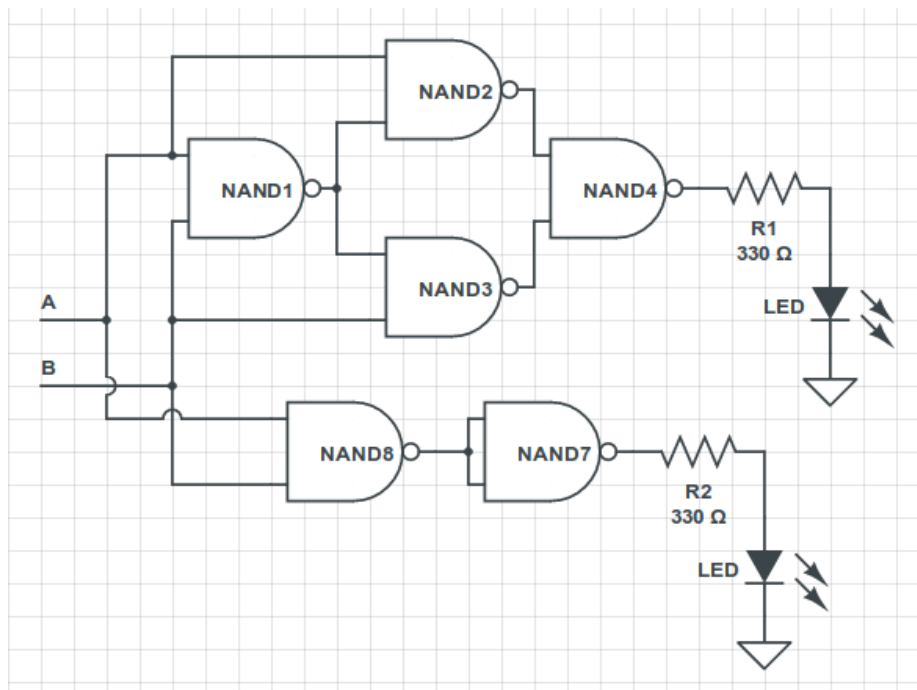 NAND2
NAND1
NAND4
R1
330 Ω
NAND3
A
LED
B
NAND8
NAND7
R2
330 Ω
LED